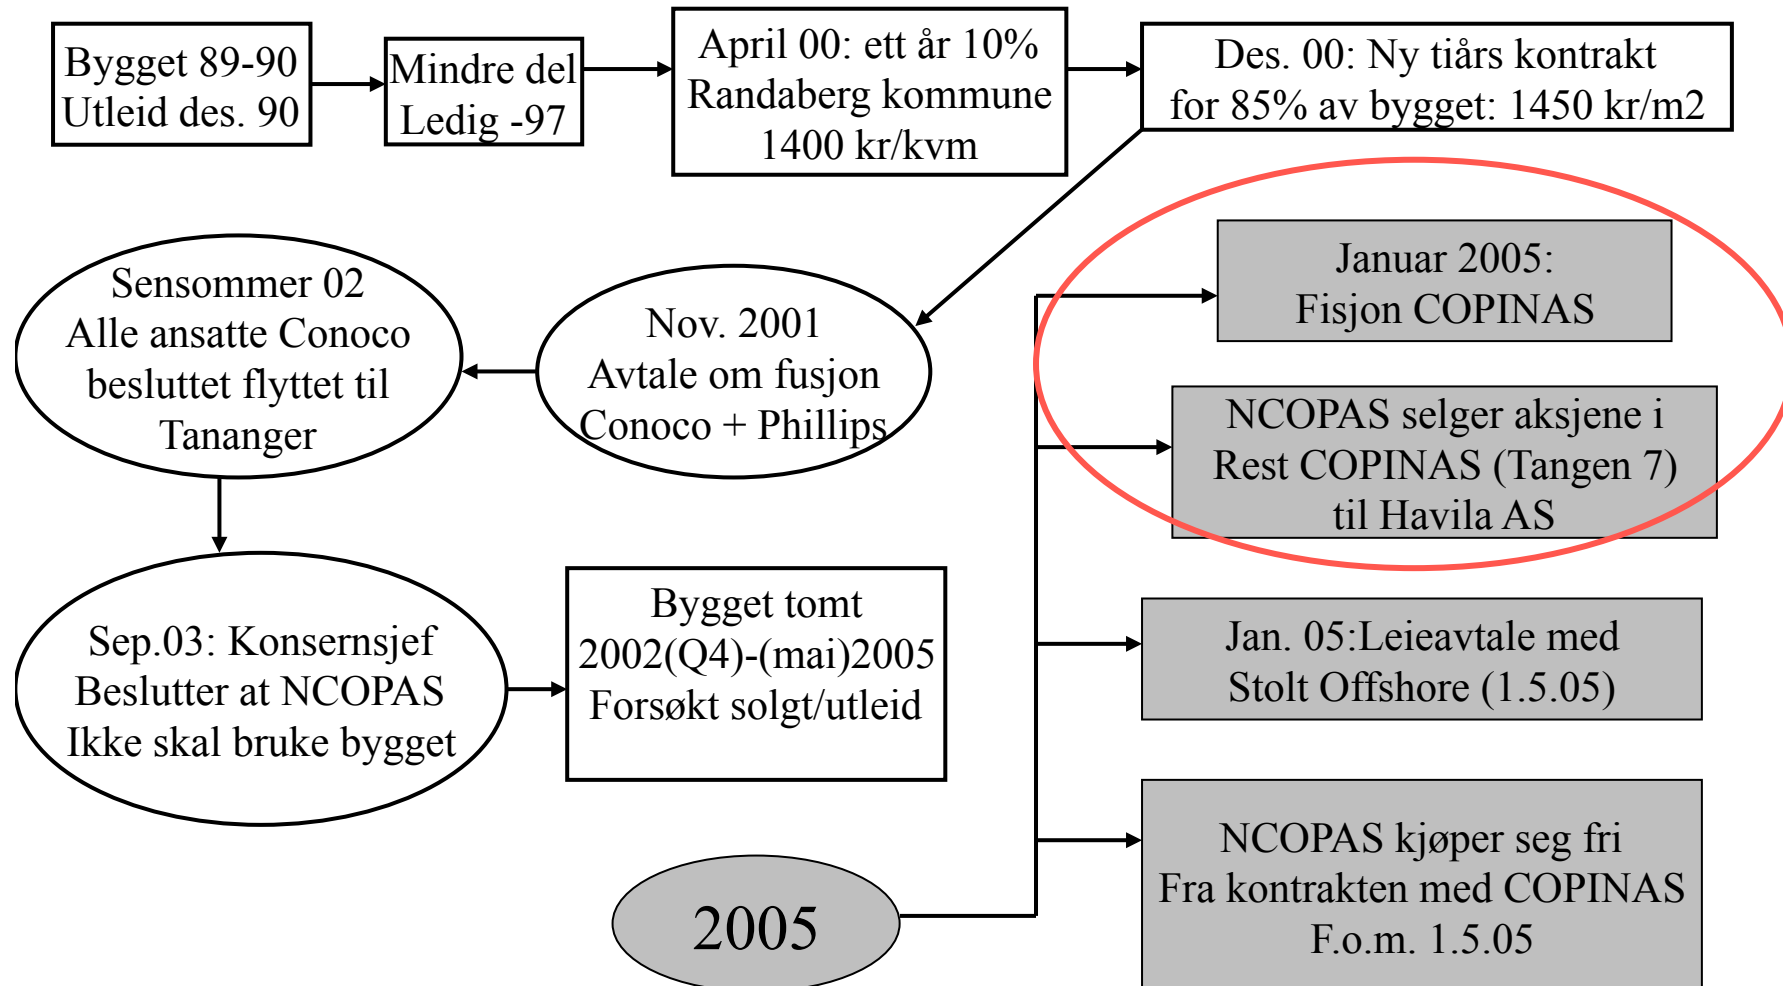 Bygget 89-90
Utleid des. 90
Mindre del
Ledig -97
April 00: ett år 10%
Randaberg kommune
1400 kr/kvm
Des. 00: Ny tiårs kontrakt
for 85% av bygget: 1450 kr/m2
Nov. 2001
Avtale om fusjon
Conoco + Phillips
Sensommer 02
Alle ansatte Conoco
besluttet flyttet til
Tananger
Sep.03: Konsernsjef
Beslutter at NCOPAS
Ikke skal bruke bygget
Bygget tomt
2002(Q4)-(mai)2005
Forsøkt solgt/utleid
2005
Januar 2005:
Fisjon COPINAS
NCOPAS selger aksjene i
Rest COPINAS (Tangen 7)
til Havila AS
Jan. 05:Leieavtale med
Stolt Offshore (1.5.05)
NCOPAS kjøper seg fri
Fra kontrakten med COPINAS
F.o.m. 1.5.05